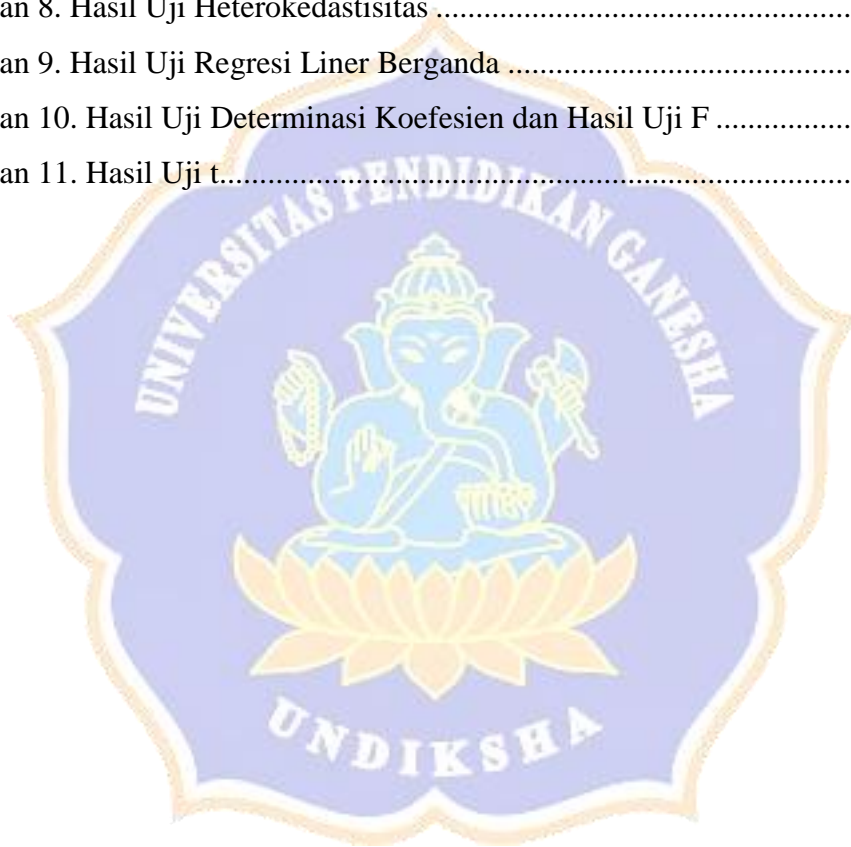 an 8. Hasil Uji Heterokedastisitas ...................................................
an 9. Hasil Uji Regresi Liner Berganda ..........................................
an 10. Hasil Uji Determinasi Koefesien dan Hasil Uji F ................
an 11. Hasil Uji t..............................................................................
UNIVERSITAS PENDIDIKAN GANESHA
UNDIKSHA